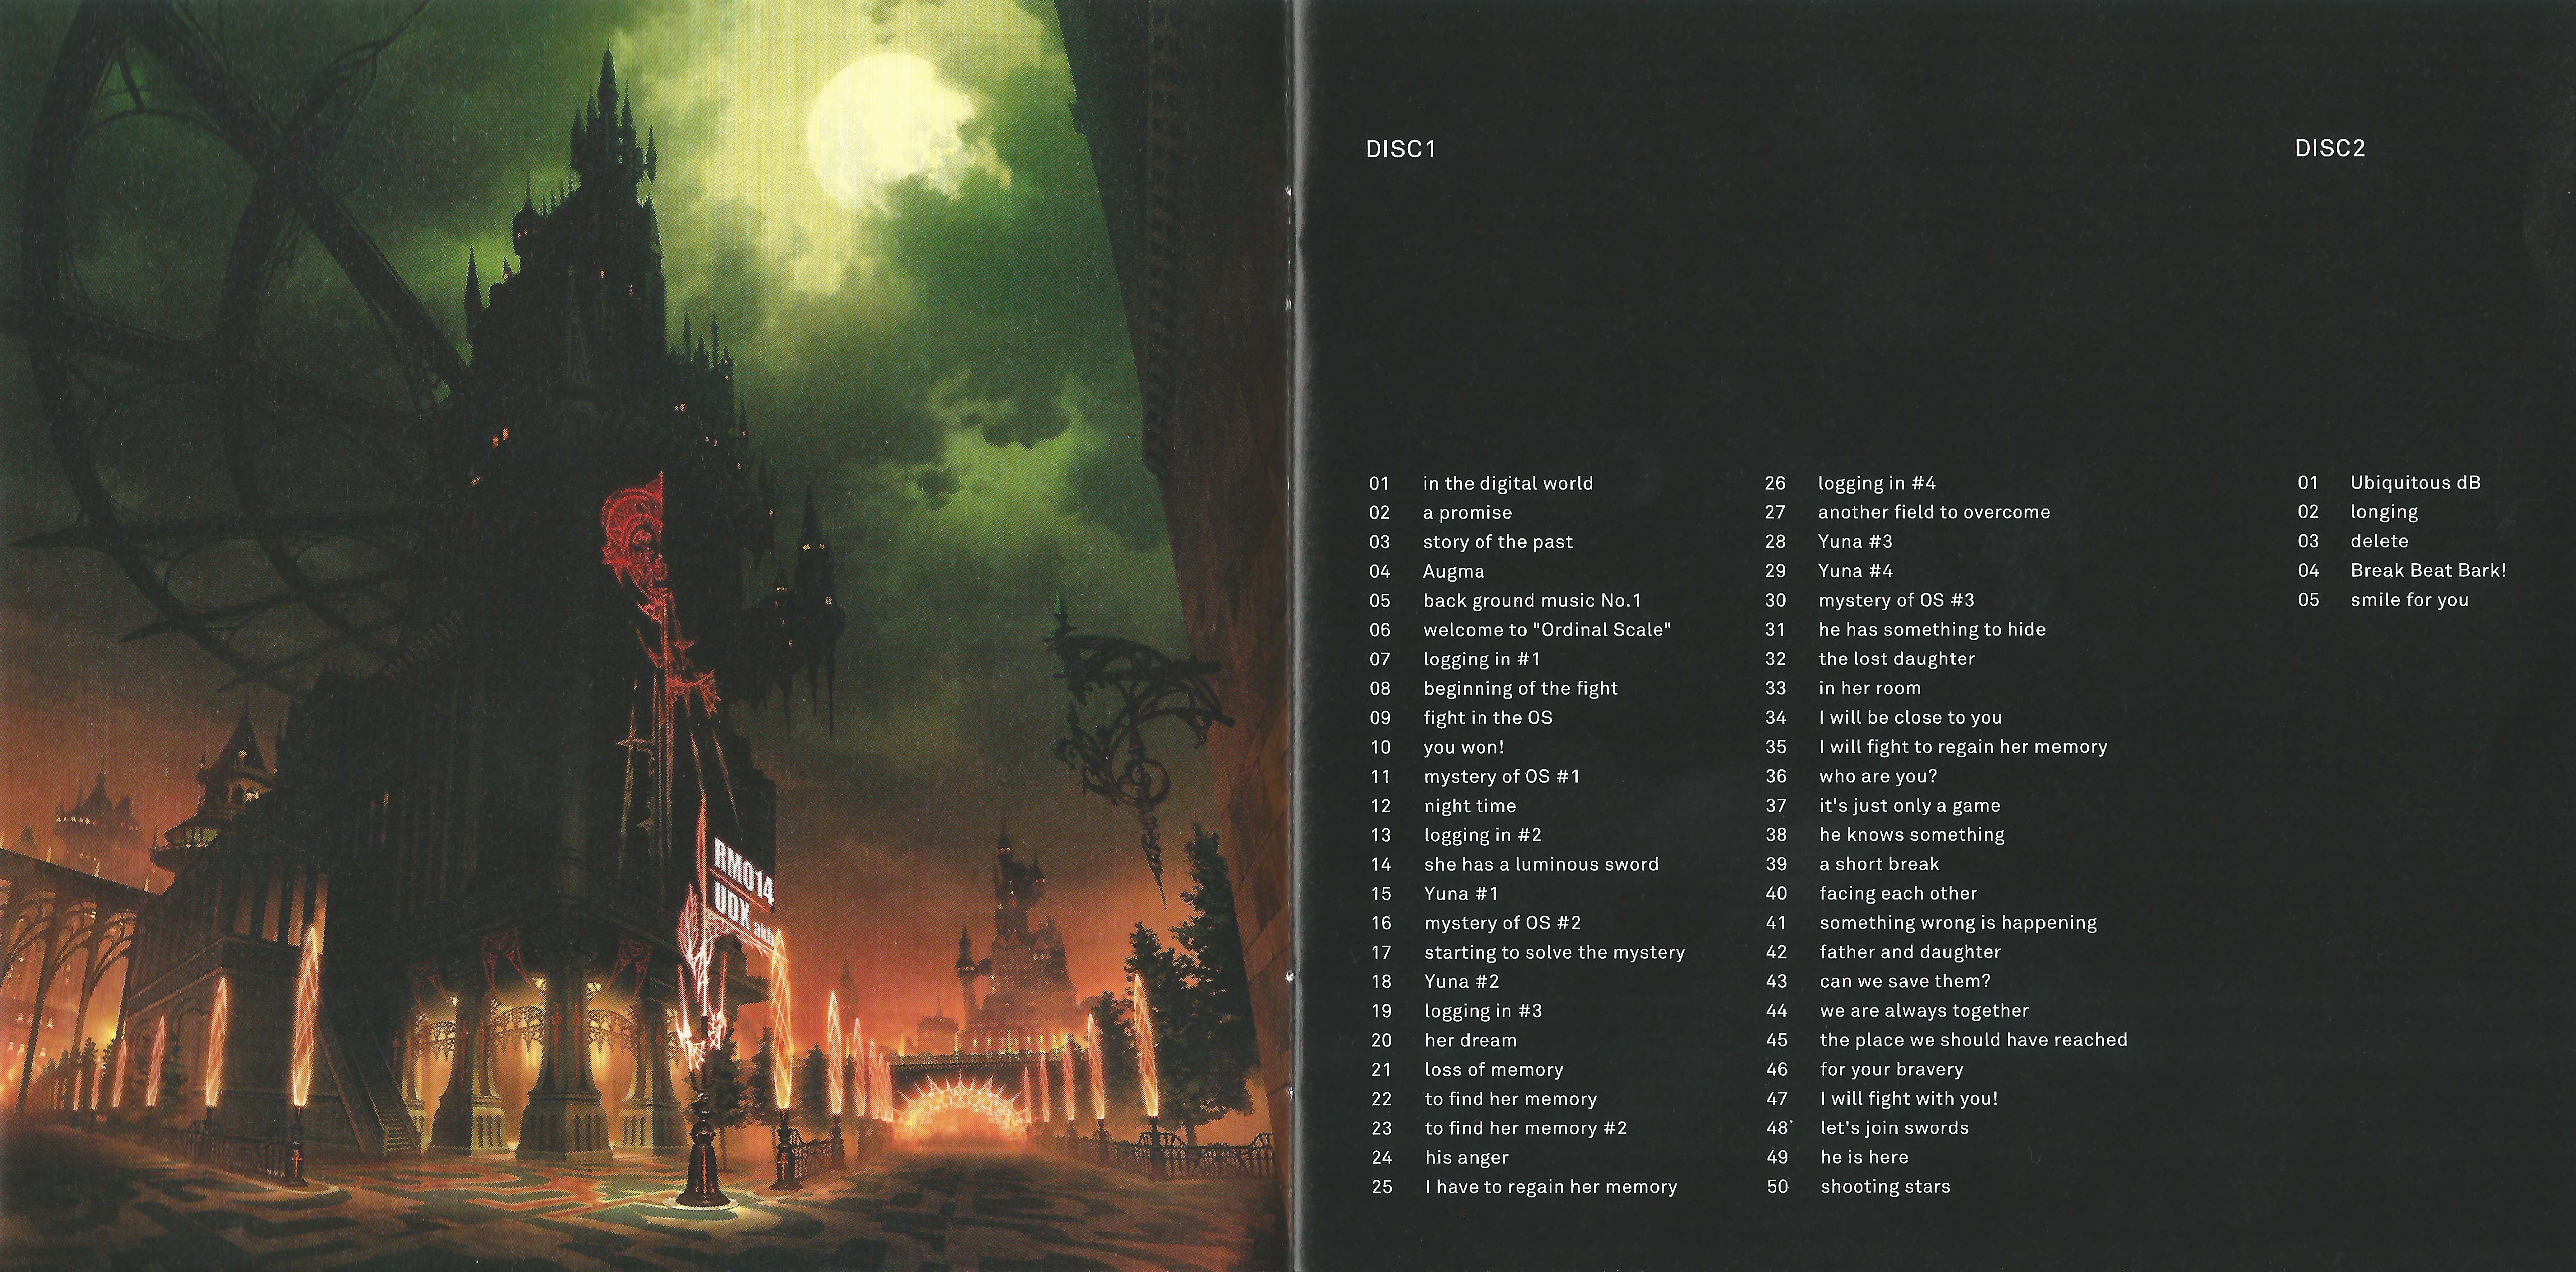 RM014
UDX akb
DISC1
01 in the digital world
02 a promise
03 story of the past
04 Augma
05 back ground music No.1
06 welcome to "Ordinal Scale"
07 logging in #1
08 beginning of the fight
09 fight in the OS
10 you won!
11 mystery of OS #1
12 night time
13 logging in #2
14 she has a luminous sword
15 Yuna #1
16 mystery of OS #2
17 starting to solve the mystery
18 Yuna #2
19 logging in #3
20 her dream
21 loss of memory
22 to find her memory
23 to find her memory #2
24 his anger
25 I have to regain her memory
26 logging in #4
27 another field to overcome
28 Yuna #3
29 Yuna #4
30 mystery of OS #3
31 he has something to hide
32 the lost daughter
33 in her room
34 I will be close to you
35 I will fight to regain her memory
36 who are you?
37 it's just only a game
38 he knows something
39 a short break
40 facing each other
41 something wrong is happening
42 father and daughter
43 can we save them?
44 we are always together
45 the place we should have reached
46 for your bravery
47 I will fight with you!
48 let's join swords
49 he is here
50 shooting stars
DISC2
01 Ubiquitous dB
02 longing
03 delete
04 Break Beat Bark!
05 smile for you